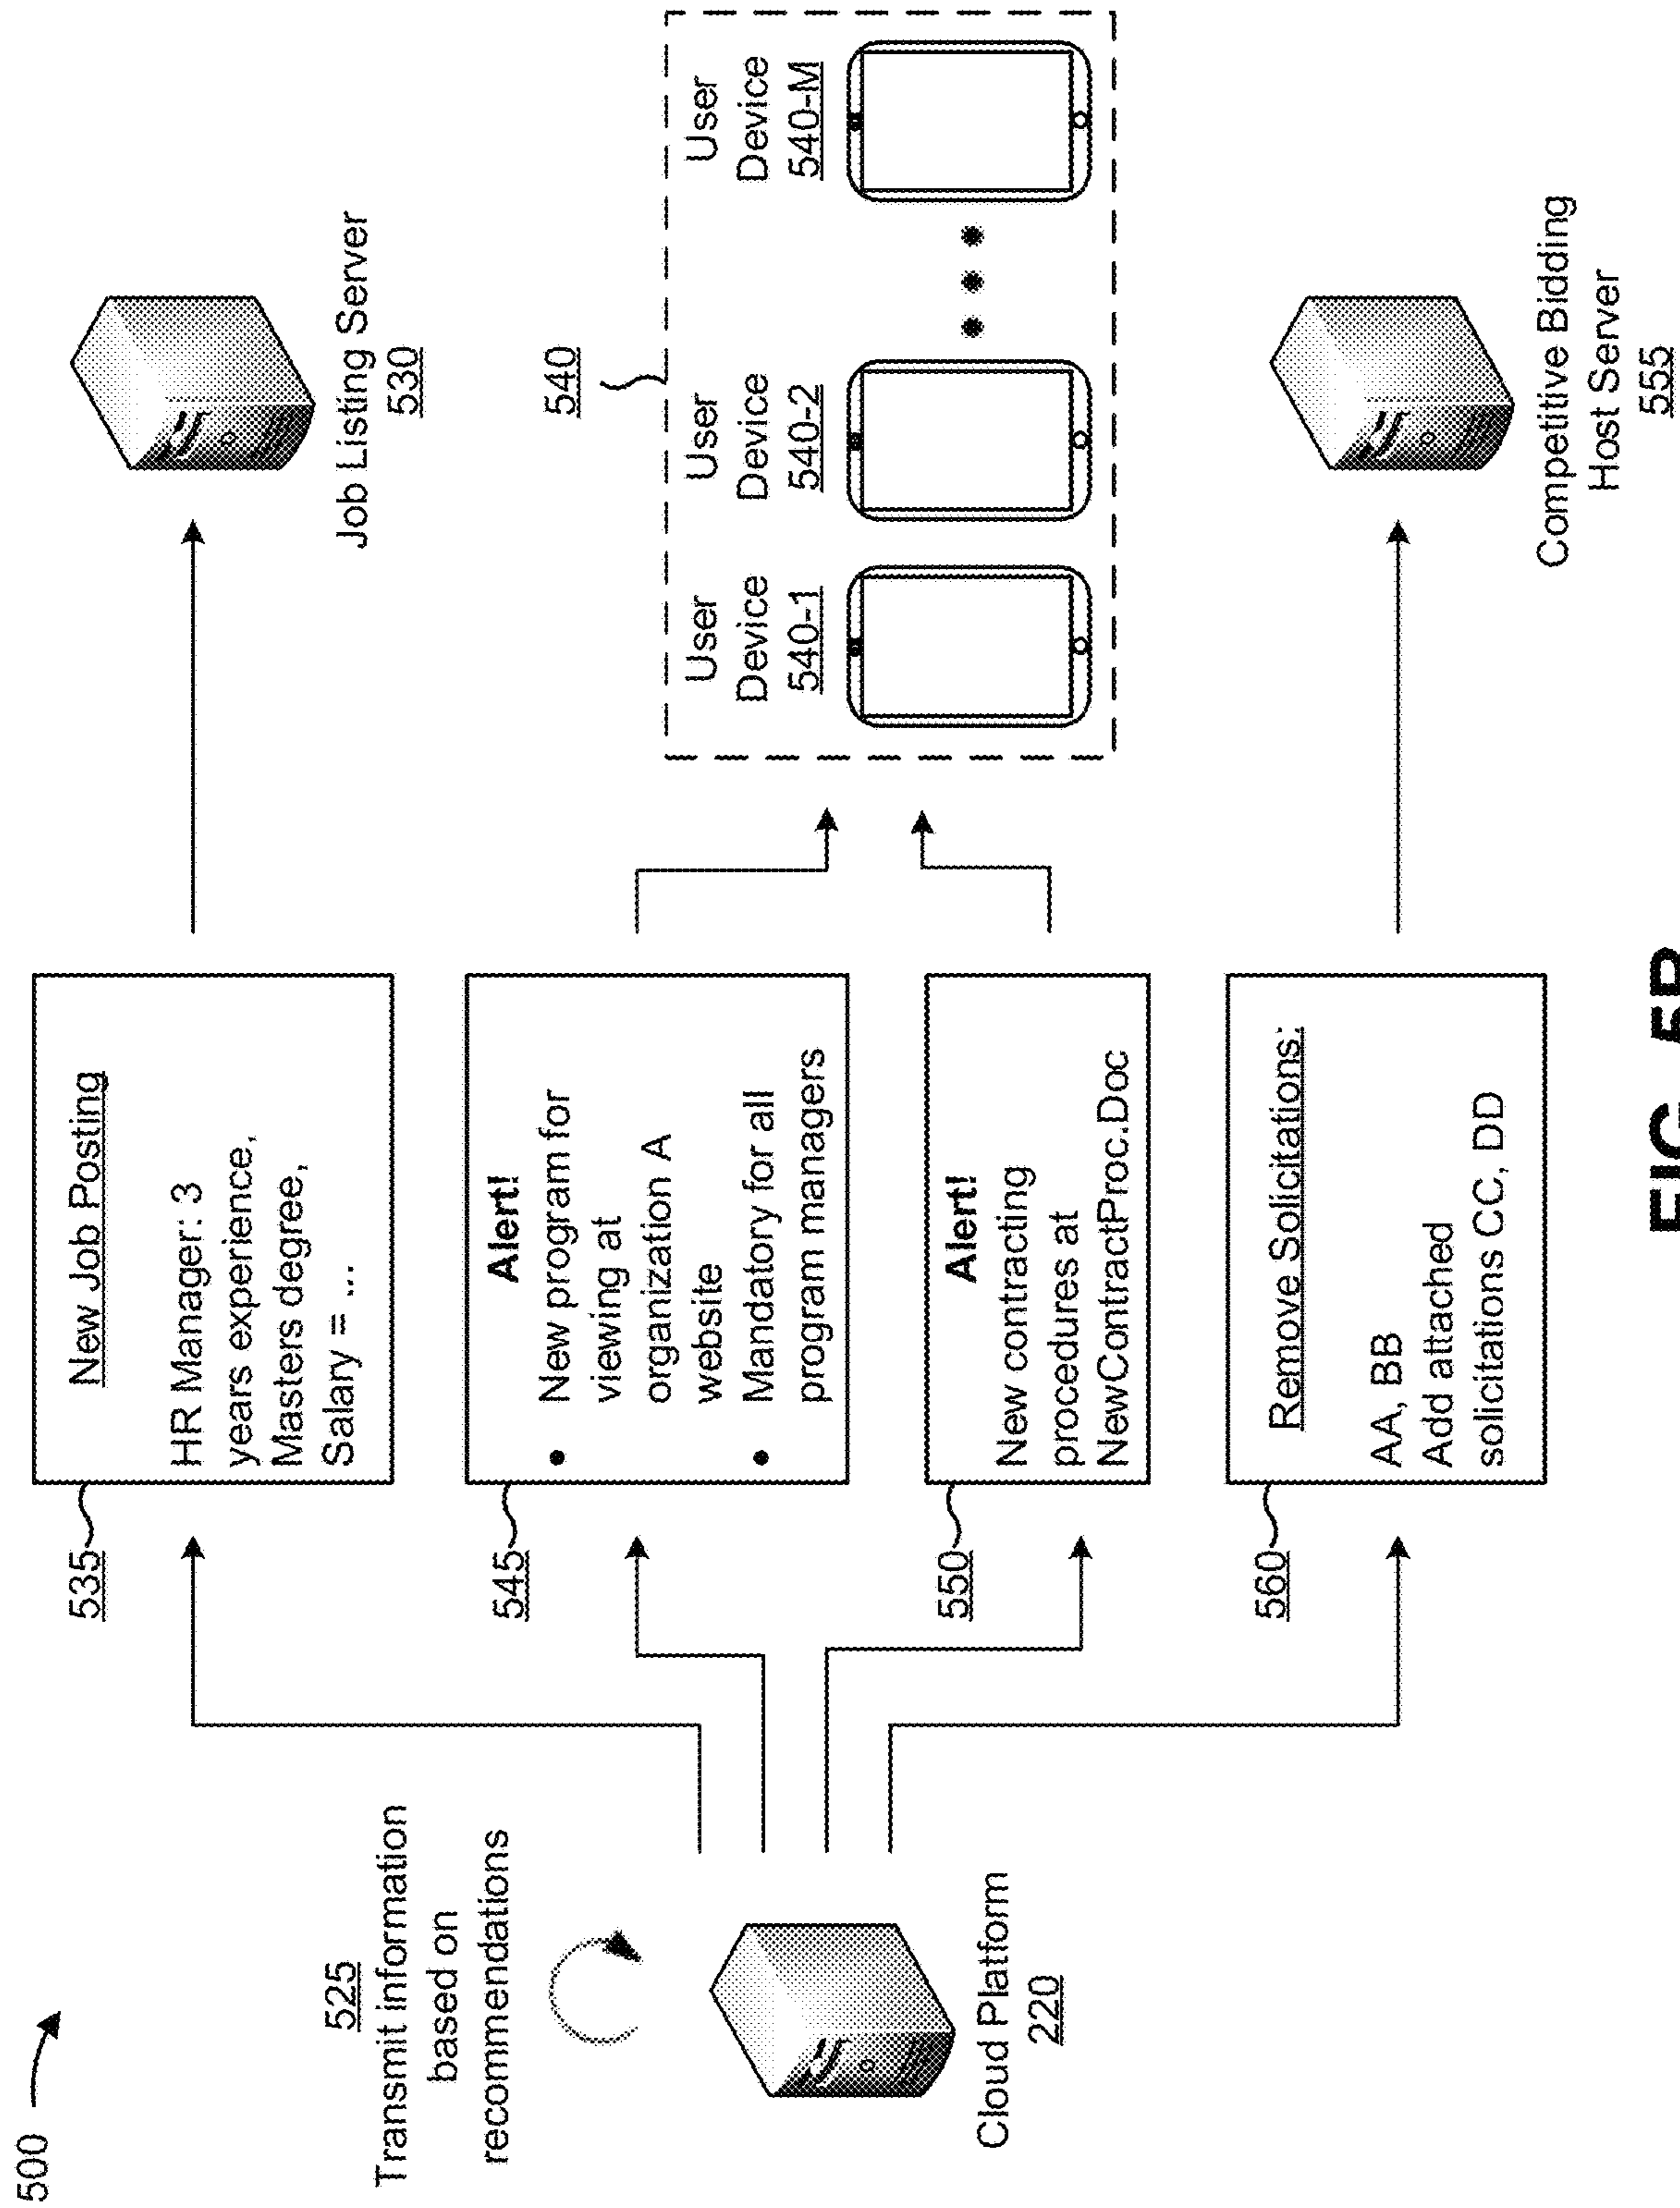 500
525
Transmit information
based on
recommendations
Cloud Platform
220
535
New Job Posting
HR Manager: 3
years experience,
Masters degree,
Salary = ...
Job Listing Server
530
545
Alert!
• New program for
viewing at
organization A
website
• Mandatory for all
program managers
550
Alert!
New contracting
procedures at
NewContractProc.Doc
540
User
Device
540-1
User
Device
540-2
User
Device
540-M
560
Remove Solicitations:
AA, BB
Add attached
solicitations CC, DD
Competitive Bidding
Host Server
555
FIG. 5B